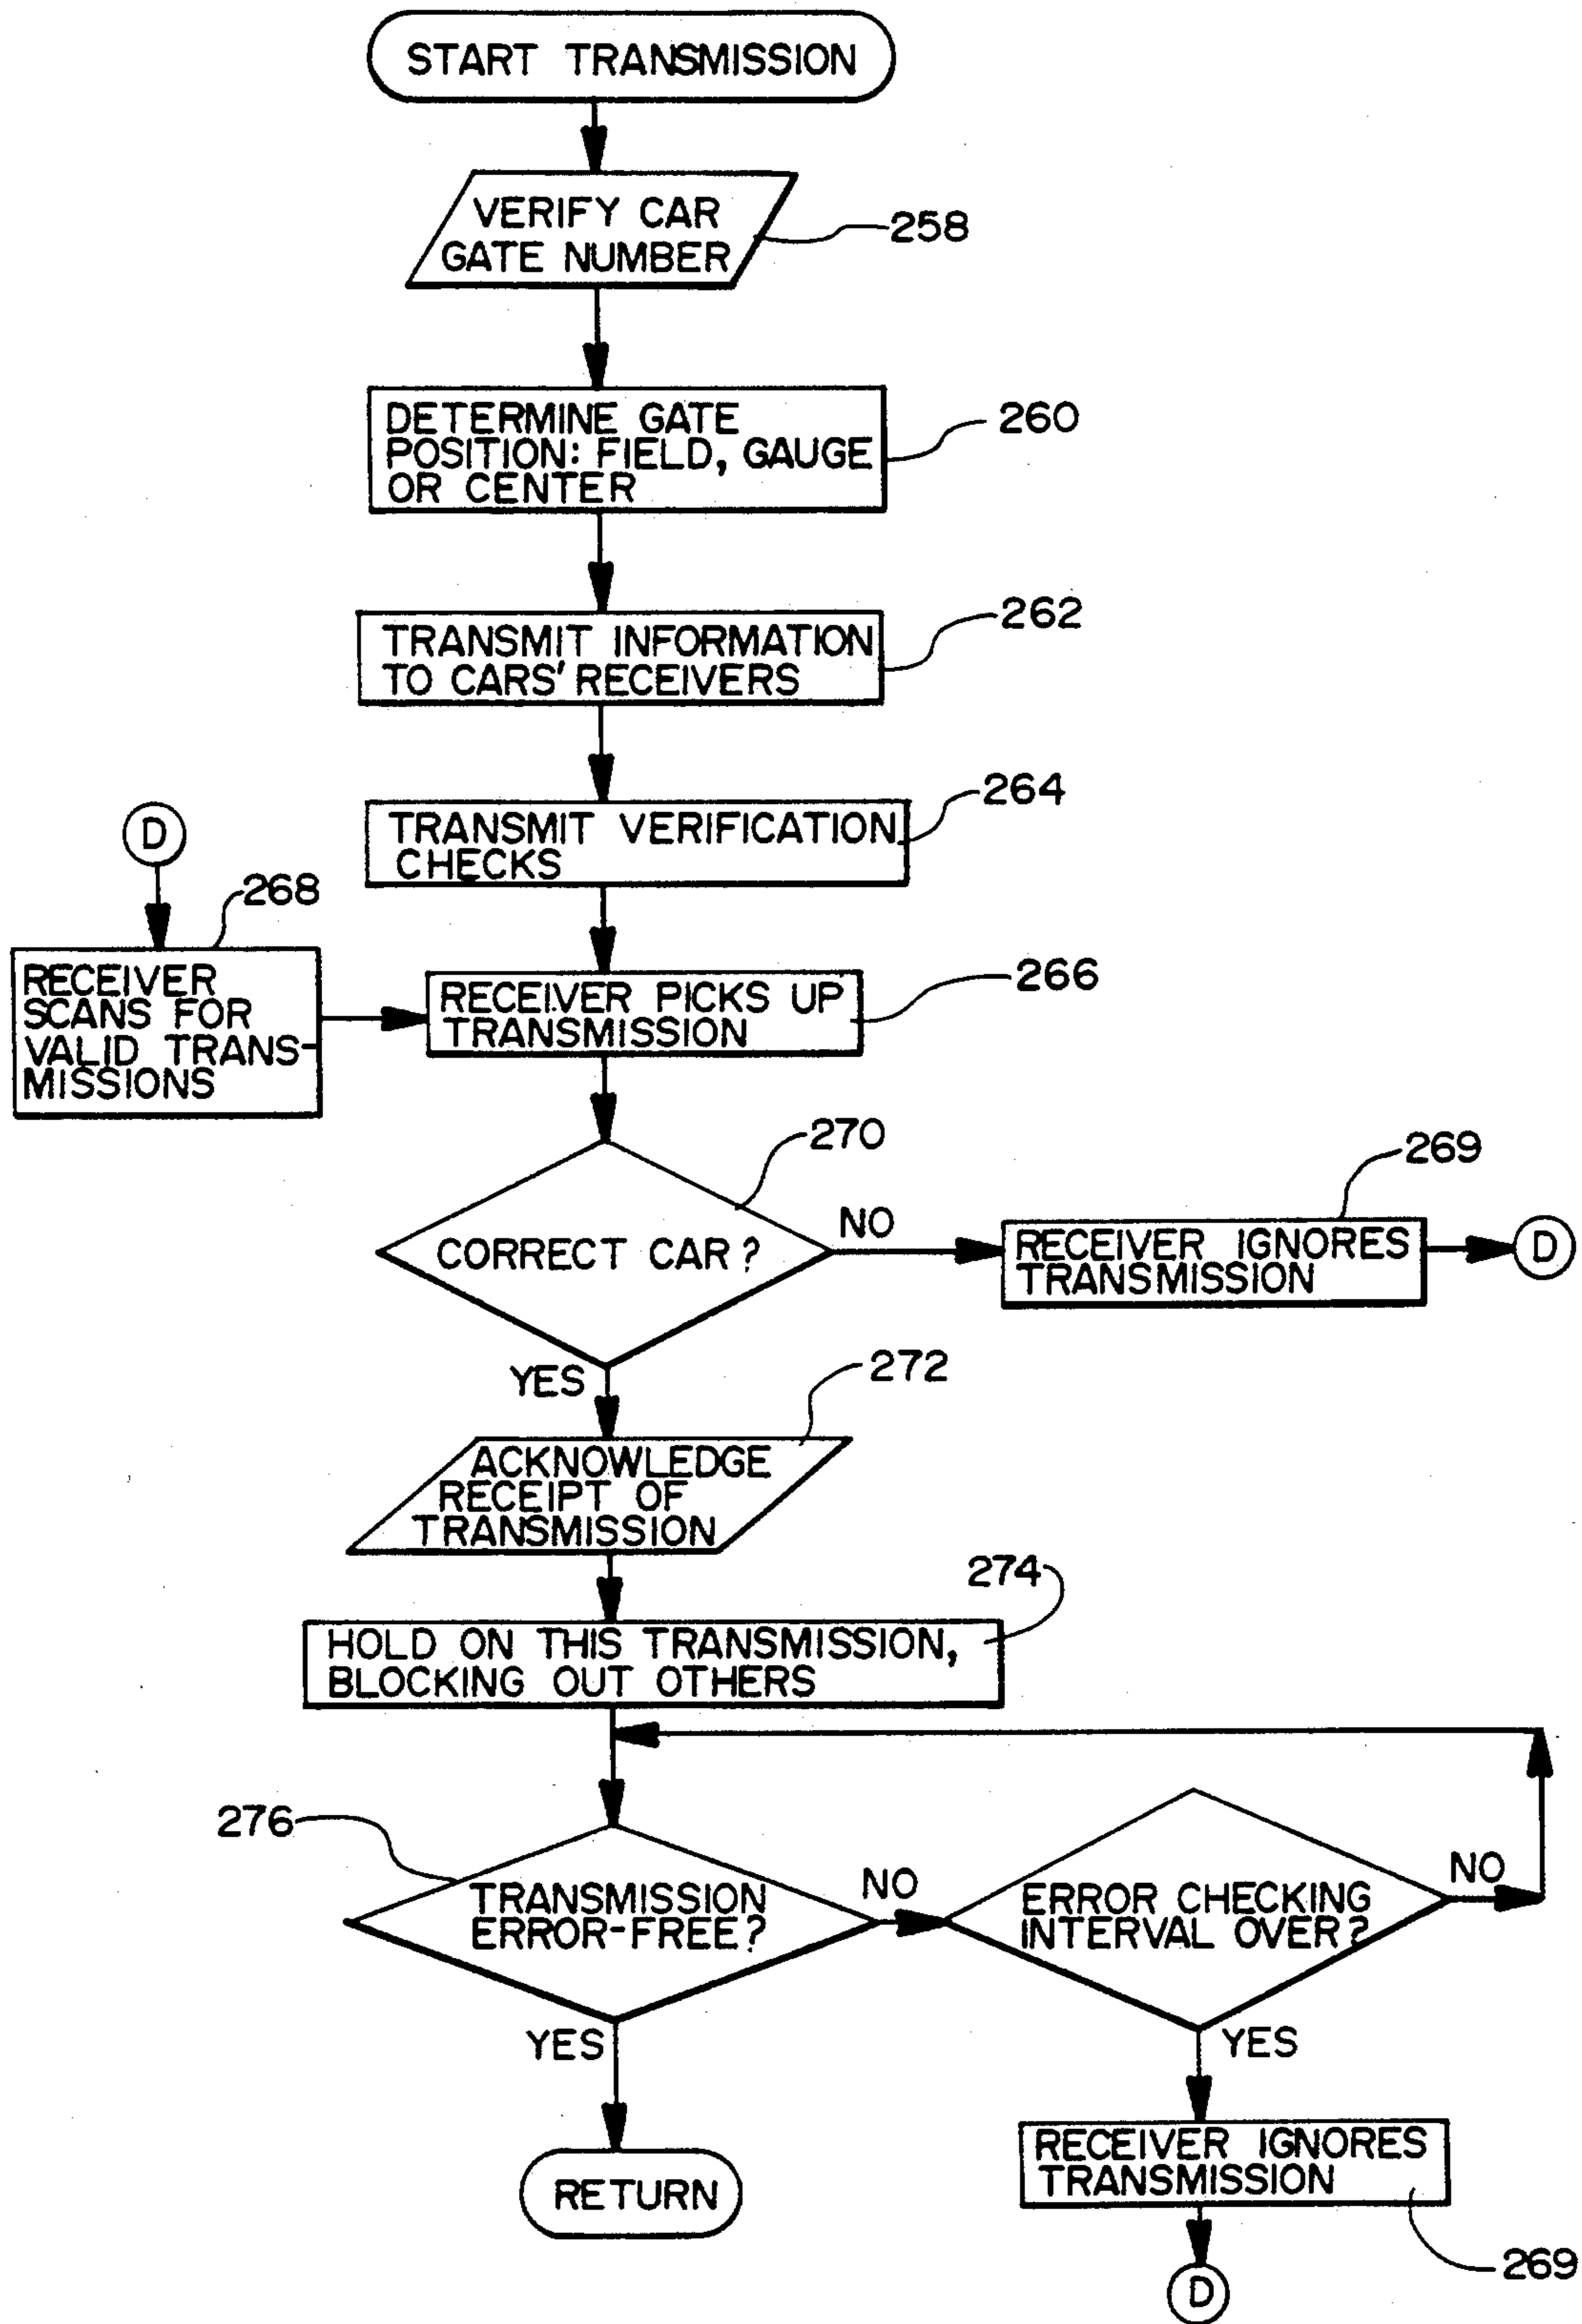 START TRANSMISSION
VERIFY CAR
GATE NUMBER
258
DETERMINE GATE
POSITION: FIELD, GAUGE
OR CENTER
260
TRANSMIT INFORMATION
TO CARS' RECEIVERS
262
TRANSMIT VERIFICATION
CHECKS
264
D
268
RECEIVER
SCANS FOR
VALID TRANS-
MISSIONS
RECEIVER PICKS UP
TRANSMISSION
266
270
CORRECT CAR?
NO
269
RECEIVER IGNORES
TRANSMISSION
D
YES
272
ACKNOWLEDGE
RECEIPT OF
TRANSMISSION
274
HOLD ON THIS TRANSMISSION,
BLOCKING OUT OTHERS
276
TRANSMISSION
ERROR-FREE?
NO
ERROR CHECKING
INTERVAL OVER?
NO
YES
YES
RETURN
RECEIVER IGNORES
TRANSMISSION
269
D